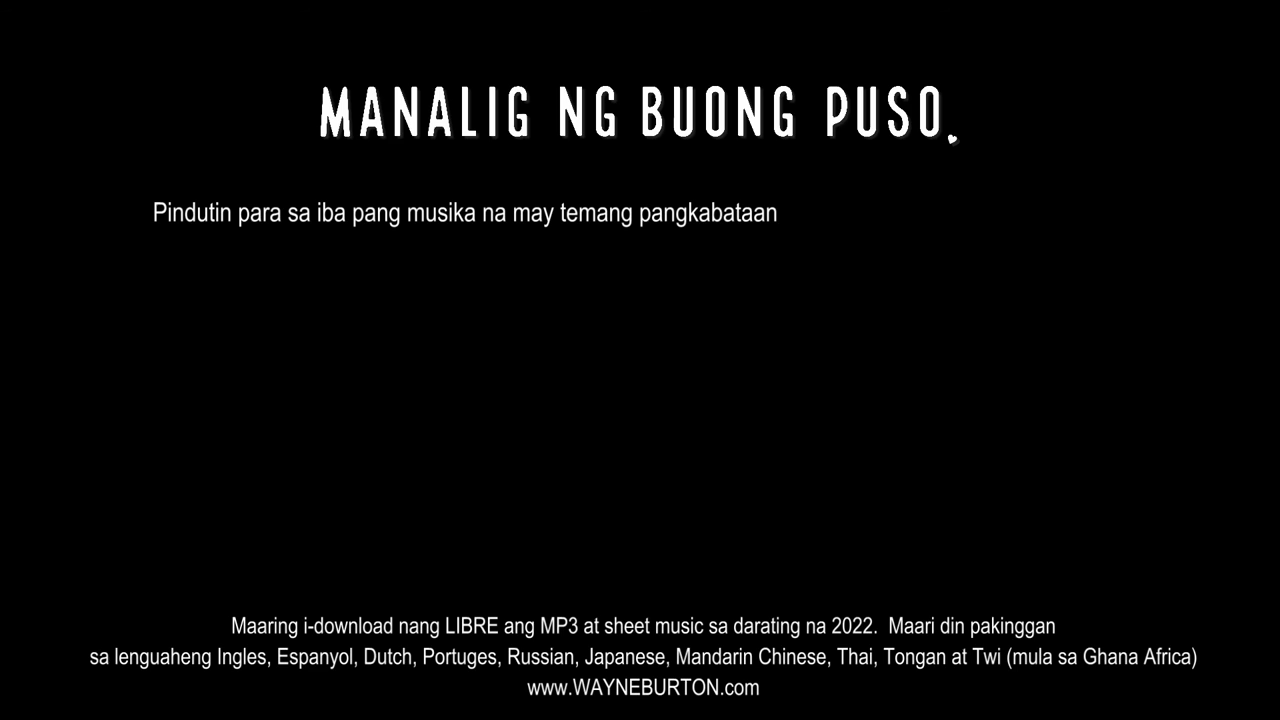 MANALIG NG BUONG PUSO
Pindutin para sa iba pang musika na may temang pangkabataan
Maaring i-download nang LIBRE ang MP3 at sheet music sa darating na 2022.  Maari din pakinggan
sa lenguaheng Ingles, Espanyol, Dutch, Portuges, Russian, Japanese, Mandarin Chinese, Thai, Tongan at Twi (mula sa Ghana Africa)
www.WAYNEBURTON.com